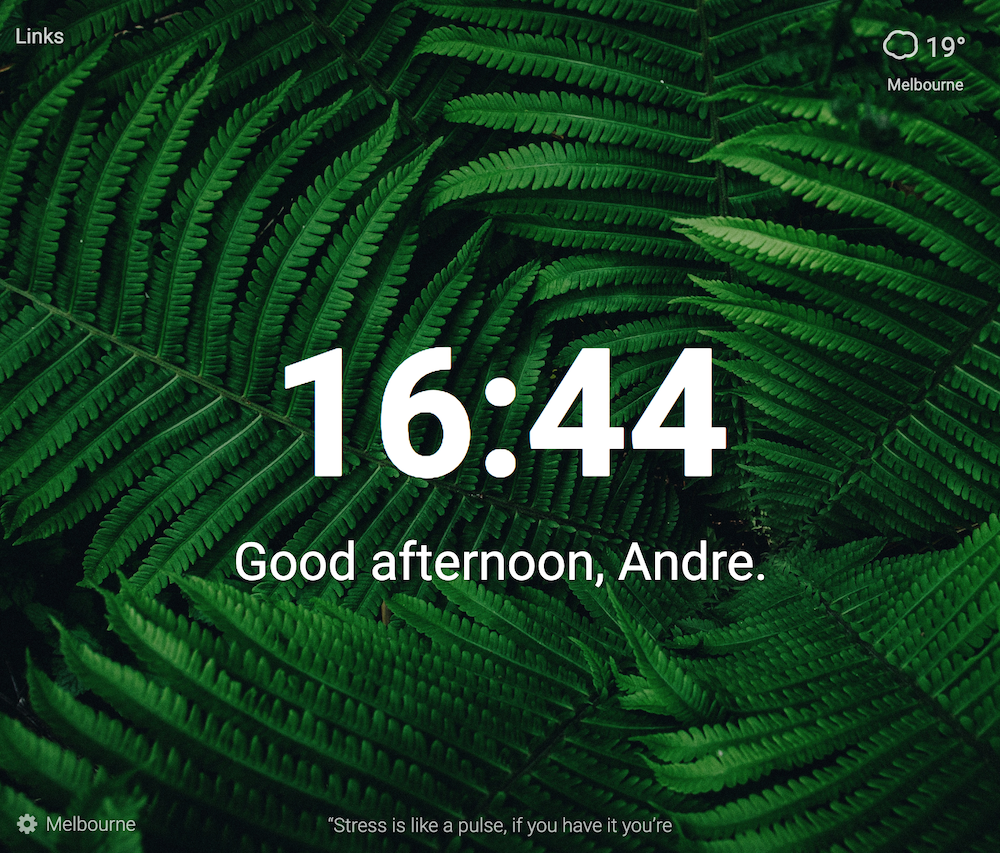 Links
19°
Melbourne
16:44
Good afternoon, Andre.
Melbourne
“Stress is like a pulse, if you have it you’re